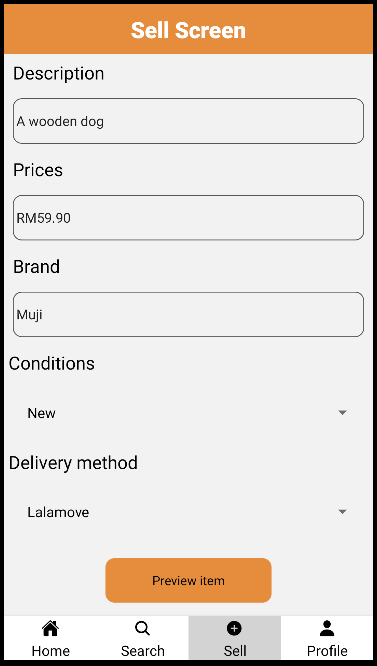 Sell Screen
Description
A wooden dog
Prices
RM59.90
Brand
Muji
Conditions
New
Delivery method
Lalamove
Preview item
Home Search Sell Profile